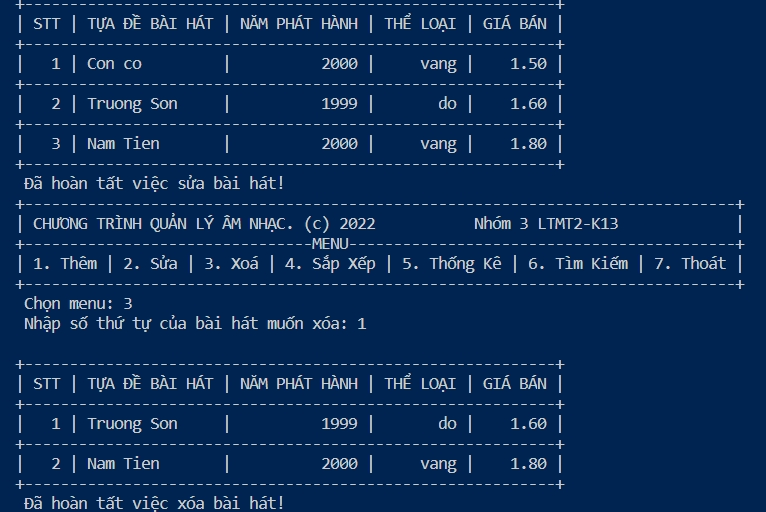 | STT | TỰA ĐỀ BÀI HÁT | NĂM PHÁT HÀNH | THỂ LOẠI | GIÁ BÁN |
| 1 | Con co | 2000 | vang | 1.50 |
| 2 | Truong Son | 1999 | do | 1.60 |
| 3 | Nam Tien | 2000 | vang | 1.80 |
Đã hoàn tất việc sửa bài hát!
| CHƯƠNG TRÌNH QUẢN LÝ ÂM NHẠC. (c) 2022 Nhóm 3 LTMT2-K13 |
MENU
| 1. Thêm | 2. Sửa | 3. Xoá | 4. Sắp Xếp | 5. Thống Kê | 6. Tìm Kiếm | 7. Thoát |
Chọn menu: 3
Nhập số thứ tự của bài hát muốn xóa: 1
| STT | TỰA ĐỀ BÀI HÁT | NĂM PHÁT HÀNH | THỂ LOẠI | GIÁ BÁN |
| 1 | Truong Son | 1999 | do | 1.60 |
| 2 | Nam Tien | 2000 | vang | 1.80 |
Đã hoàn tất việc xóa bài hát!